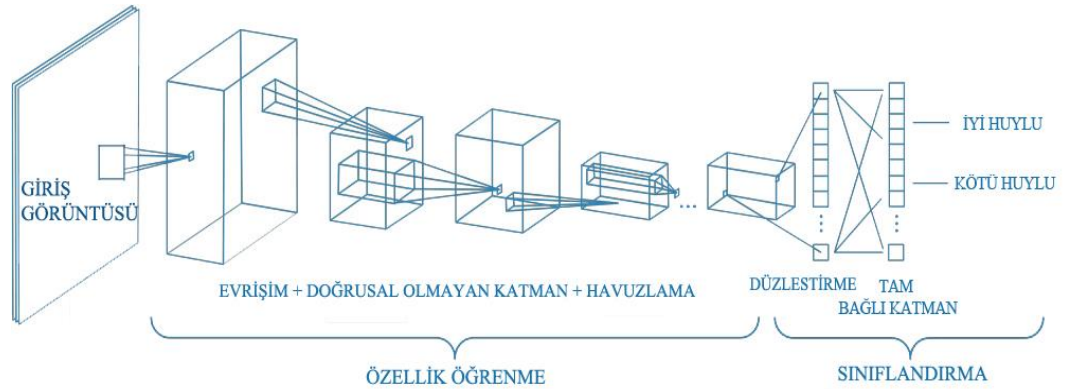 GİRİŞ
GÖRÜNTÜSÜ
İYİ HUYLU
KÖTÜ HUYLU
...
EVRİŞİM + DOĞRUSAL OLMAYAN KATMAN + HAVUZLAMA
DÜZLESTİRME
TAM
BAĞLI KATMAN
ÖZELLİK ÖĞRENME
SINIFLANDIRMA